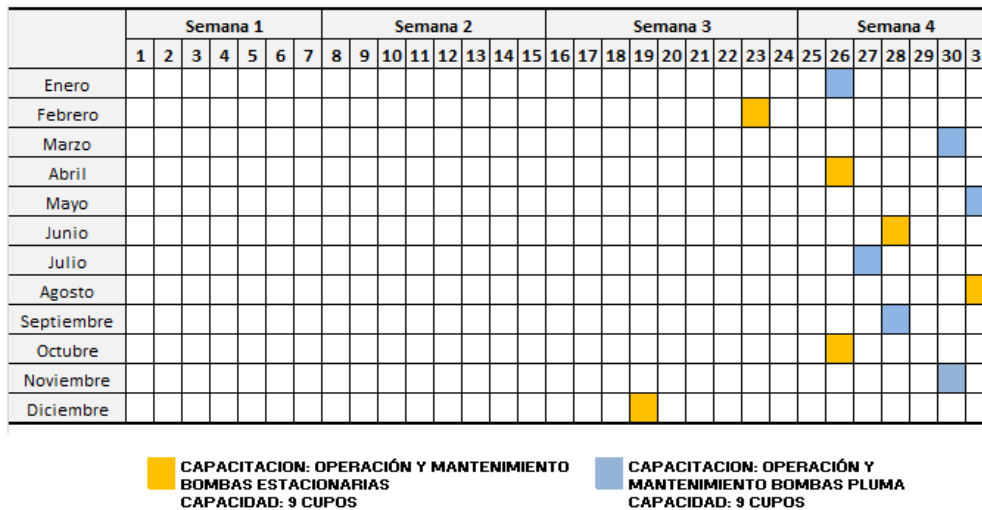 Semana 1 Semana 2 Semana 3 Semana 4
1 2 3 4 5 6 7 8 9 10 11 12 13 14 15 16 17 18 19 20 21 22 23 24 25 26 27 28 29 30 3
Enero
Febrero
Marzo
Abril
Mayo
Junio
Julio
Agosto
Septiembre
Octubre
Noviembre
Diciembre
CAPACITACION: OPERACIÓN Y MANTENIMIENTO
BOMBAS ESTACIONARIAS
CAPACIDAD: 9 CUPOS
CAPACITACION: OPERACIÓN Y
MANTENIMIENTO BOMBAS PLUMA
CAPACIDAD: 9 CUPOS